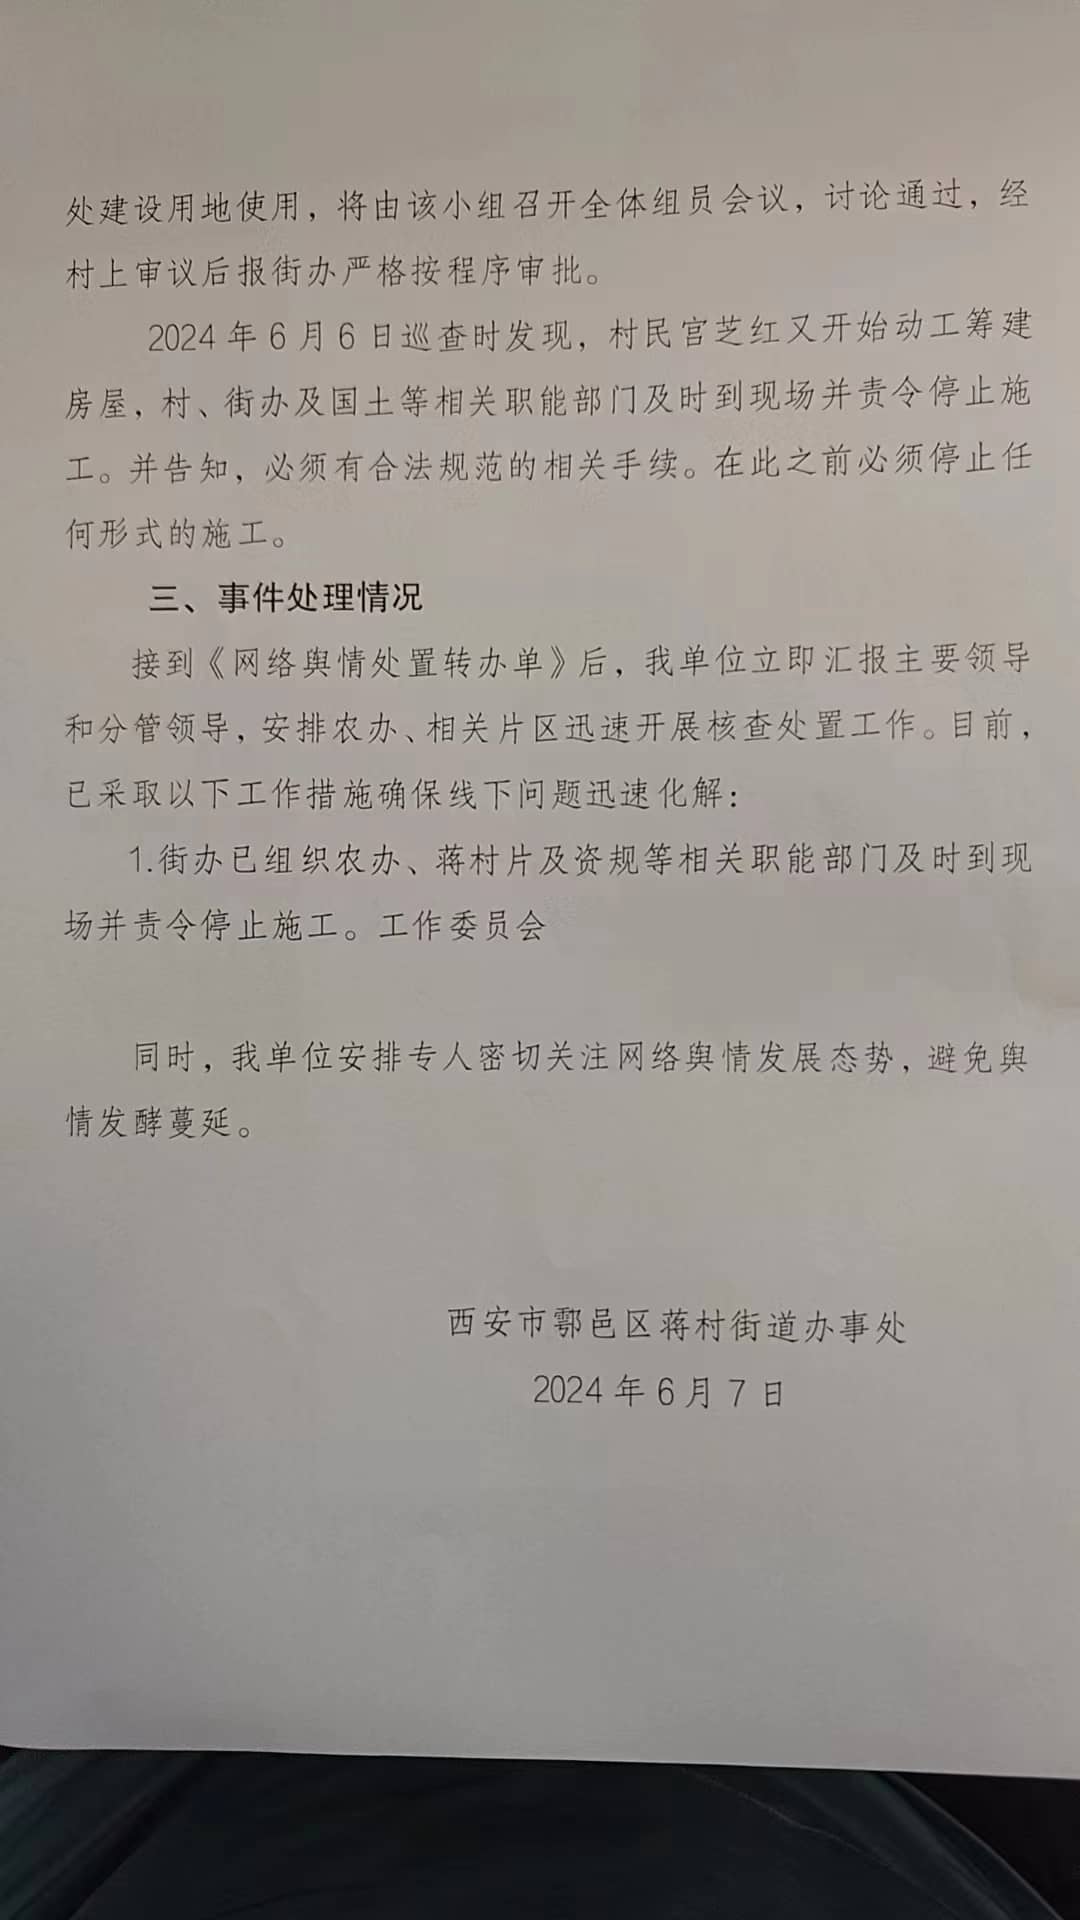 处建设用地使用，将由该小组召开全体组员会议，讨论通过，经
村上审议后报街办严格按程序审批。
2024年6月6日巡查时发现，村民宫芝红又开始动工筹建
房屋，村、街办及国土等相关职能部门及时到现场并责令停止施
工。并告知，必须有合法规范的相关手续。在此之前必须停止任
何形式的施工。
三、事件处理情况
接到《网络舆情处置转办单》后，我单位立即汇报主要领导
和分管领导，安排农办、相关片区迅速开展核查处置工作。目前，
已采取以下工作措施确保线下问题迅速化解：
1.街办已组织农办、蒋村片及资规等相关职能部门及时到现
场并责令停止施工。工作委员会
同时，我单位安排专人密切关注网络舆情发展态势，避免舆
情发酵蔓延。
西安市鄠邑区蒋村街道办事处
2024年6月7日